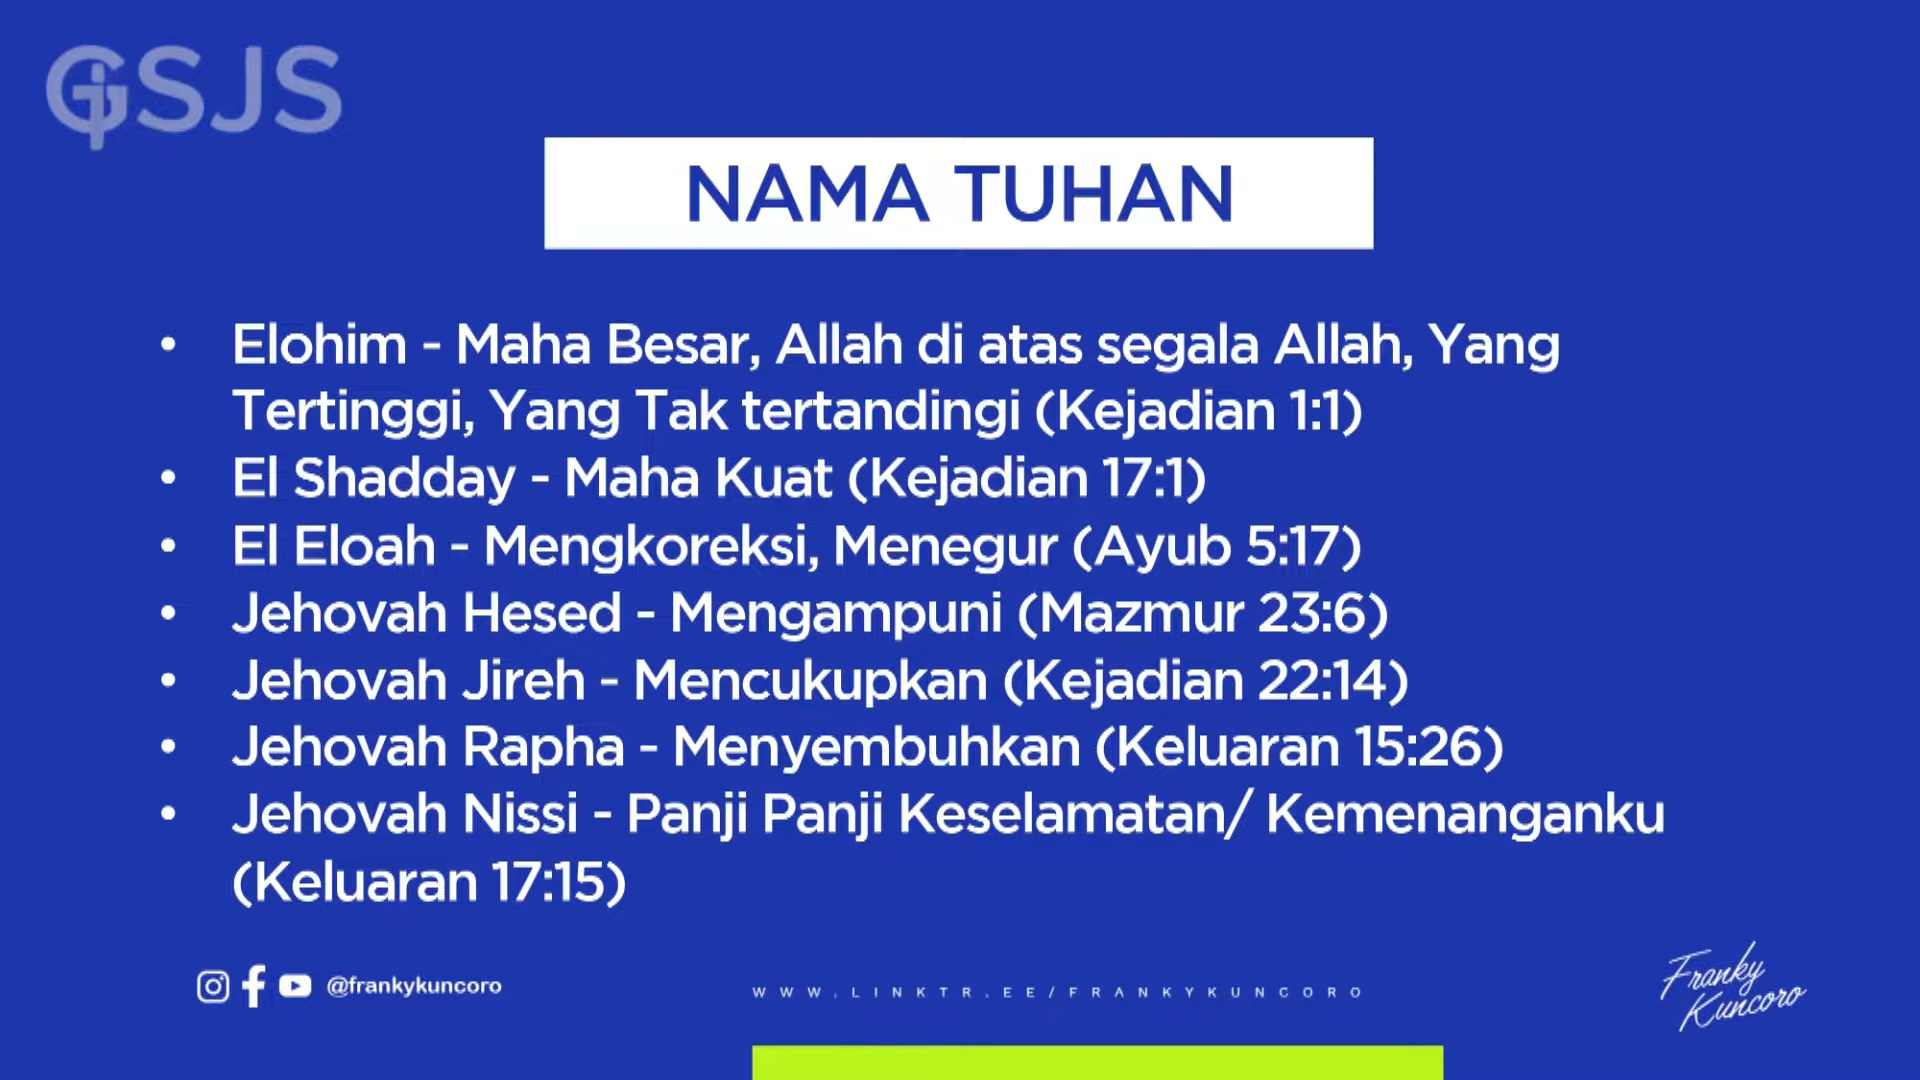 GSJS
NAMA TUHAN
• Elohim - Maha Besar, Allah di atas segala Allah, Yang
Tertinggi, Yang Tak tertandingi (Kejadian 1:1)
• El Shadday - Maha Kuat (Kejadian 17:1)
• El Eloah - Mengkoreksi, Menegur (Ayub 5:17)
• Jehovah Hesed - Mengampuni (Mazmur 23:6)
• Jehovah Jireh - Mencukupkan (Kejadian 22:14)
• Jehovah Rapha - Menyembuhkan (Keluaran 15:26)
• Jehovah Nissi - Panji Panji Keselamatan/ Kemenanganku
(Keluaran 17:15)
@frankykuncoro
WWW.LINKTR.EE/FRANKYKUNCORO
Franky
Kuncoro